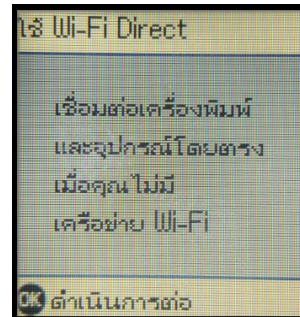 ใช้ Wi-Fi Direct
เชื่อมต่อเครื่องพิมพ์
และอุปกรณ์โดยตรง
เมื่อคุณไม่มี
เครือข่าย Wi-Fi
OK ดำเนินการต่อ